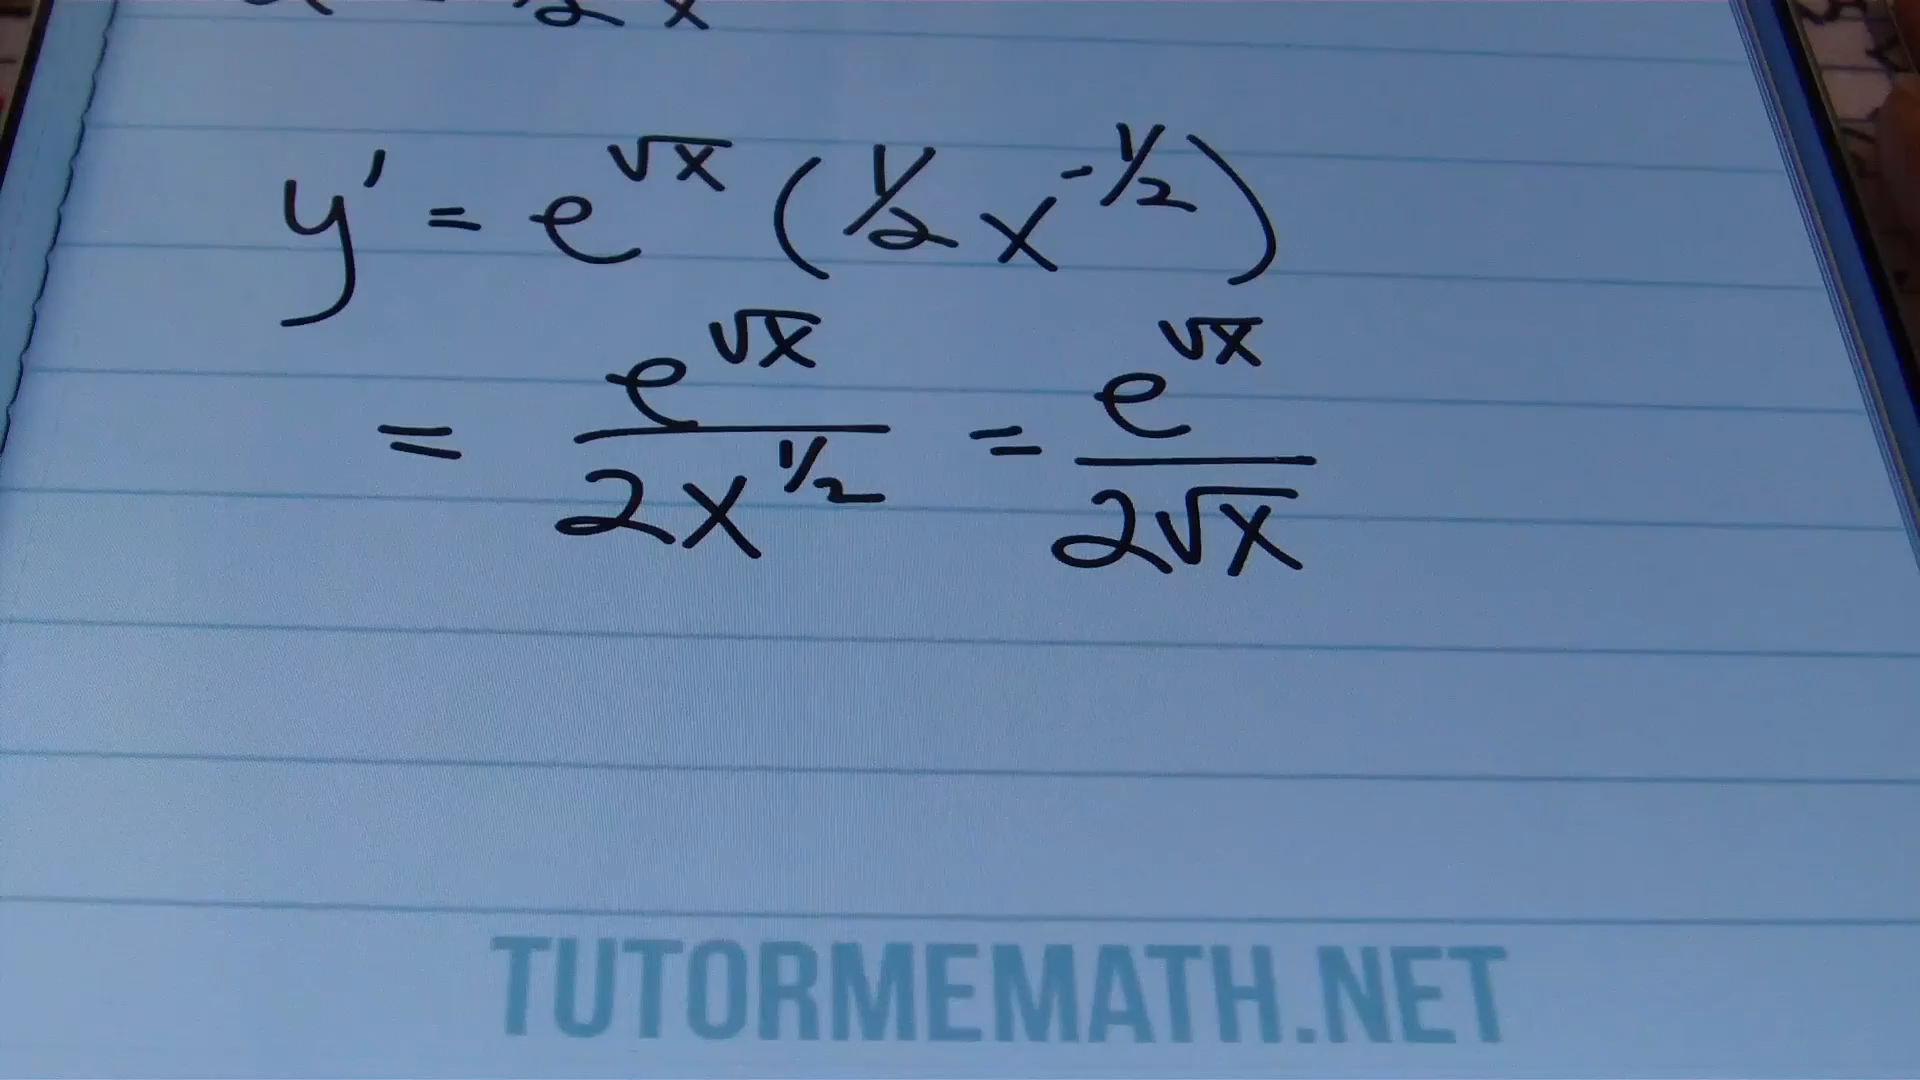 y' = e^√x (1/2 x^-1/2)
= e^√x / 2x^1/2 = e^√x / 2√x
TUTORMEMATH.NET